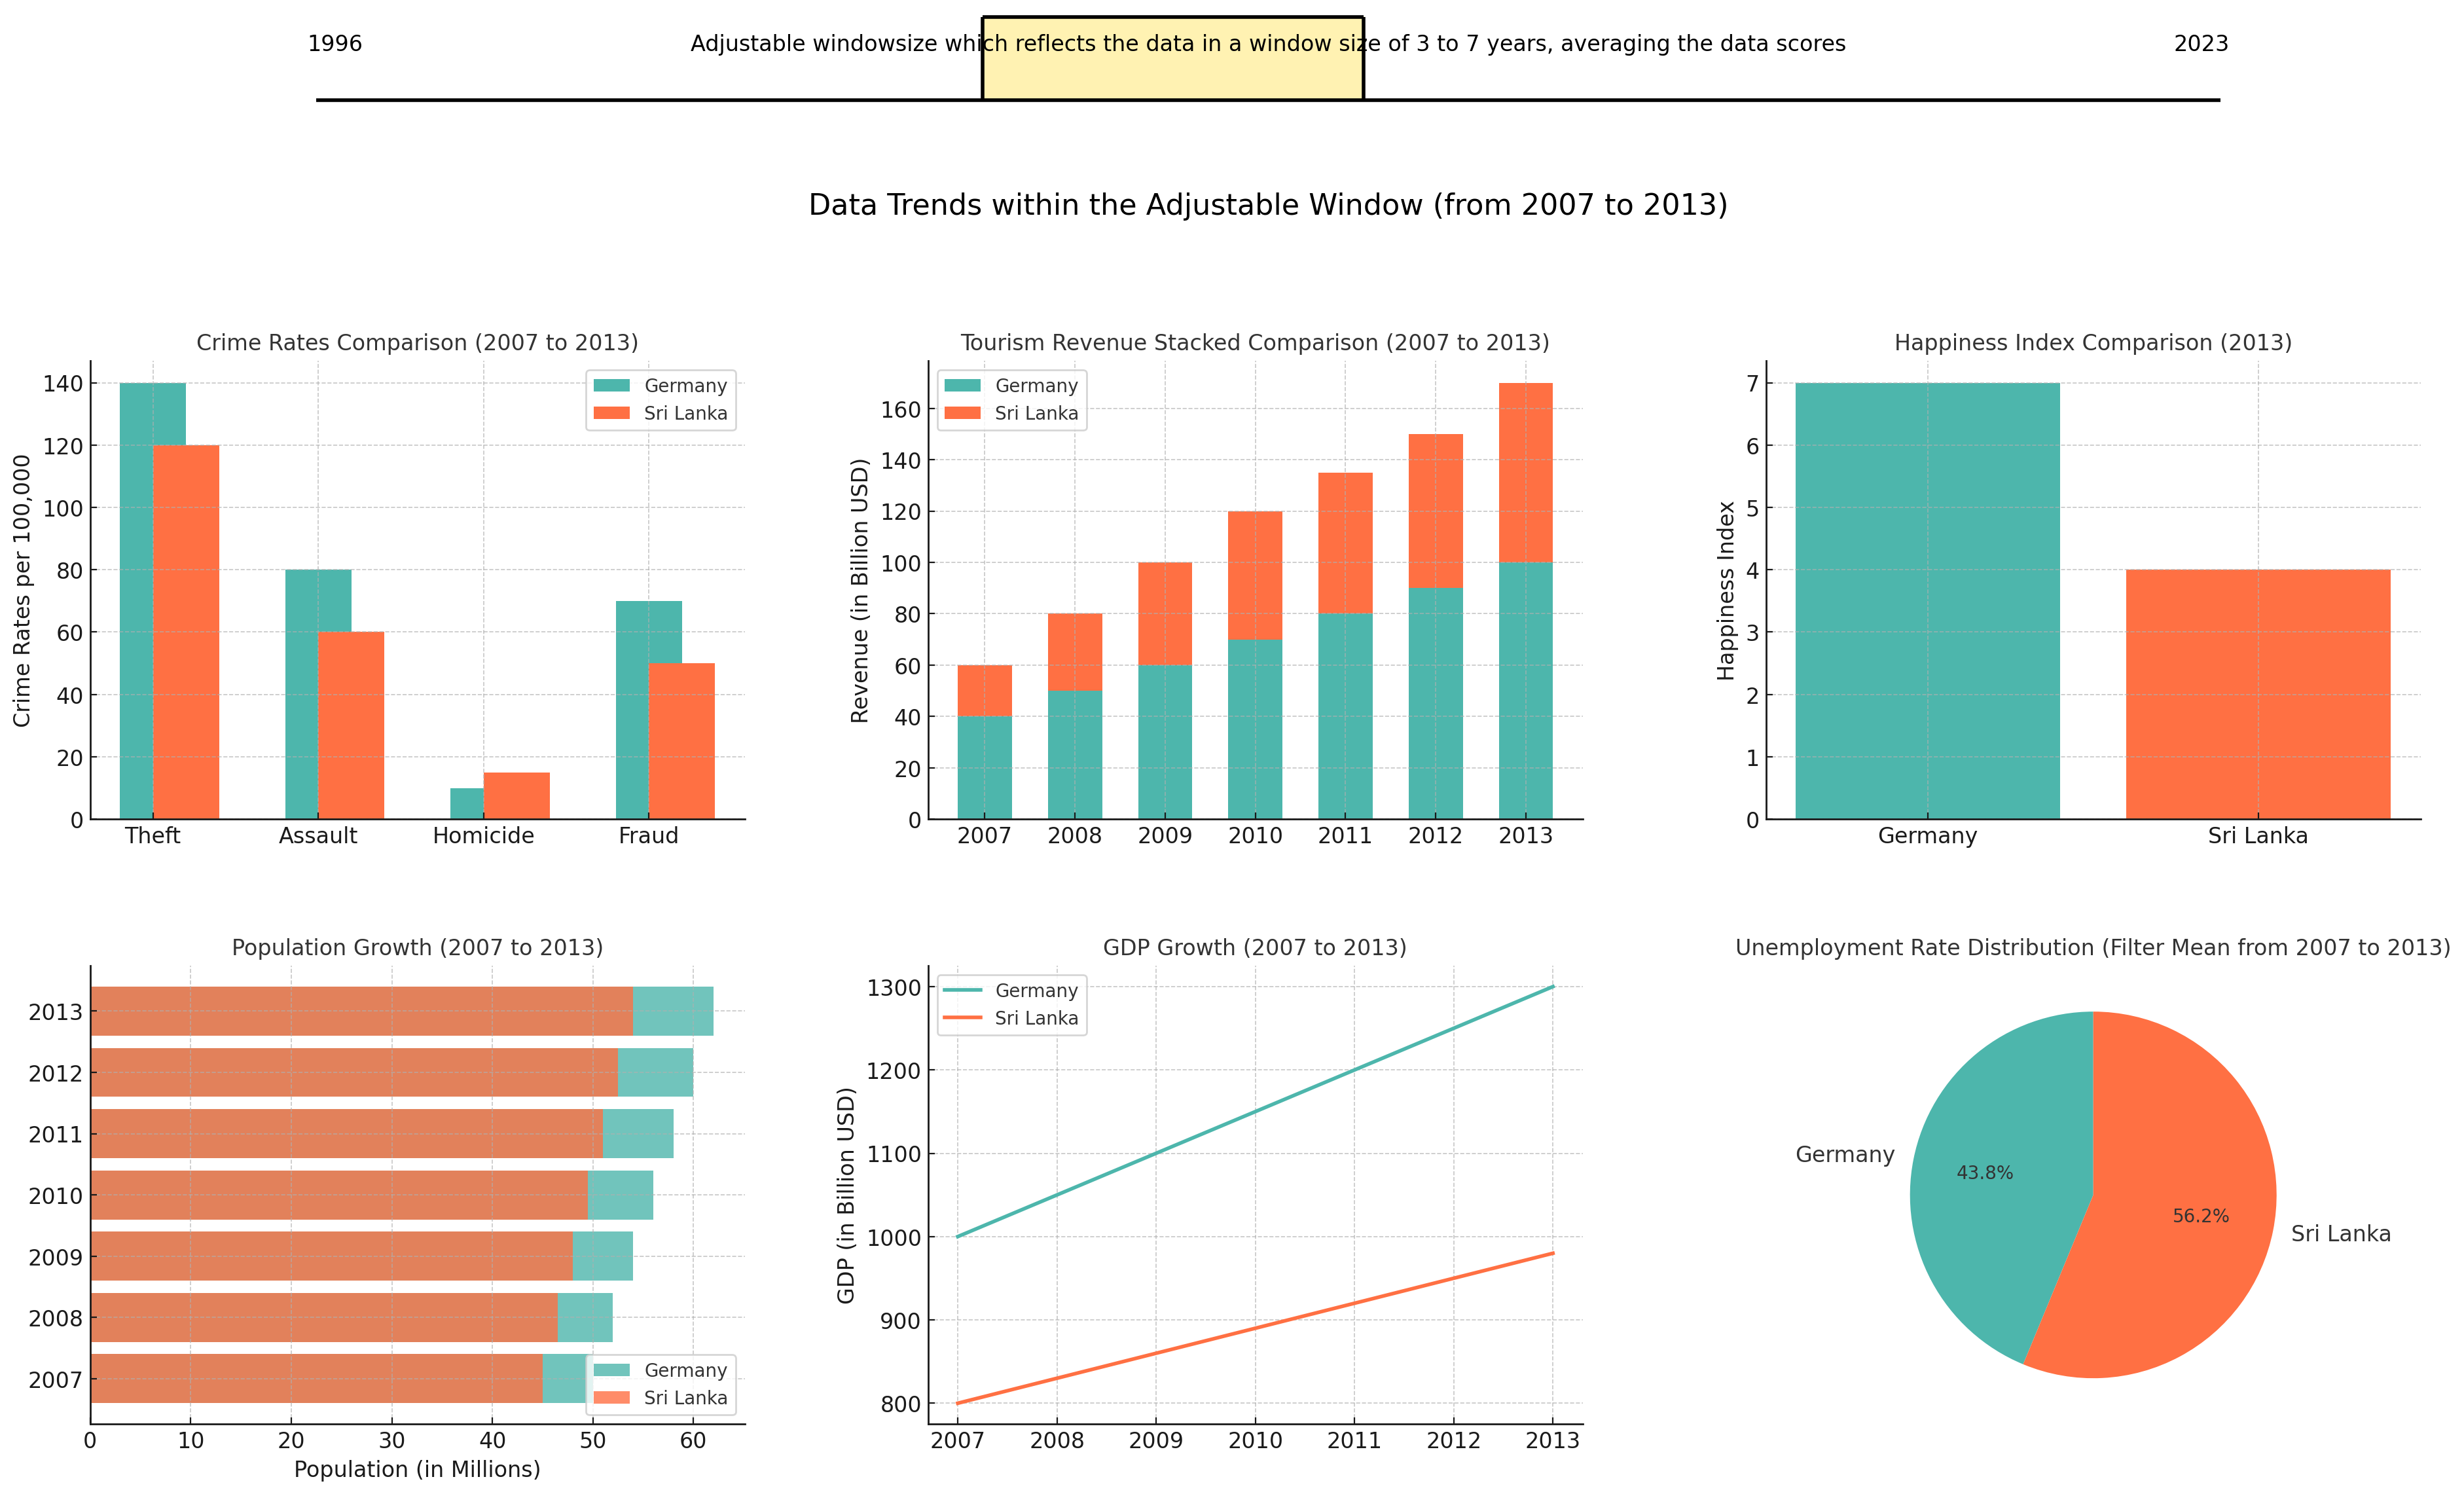 1996
Adjustable windowsize which reflects the data in a window size of 3 to 7 years, averaging the data scores
2023
Data Trends within the Adjustable Window (from 2007 to 2013)
Crime Rates Comparison (2007 to 2013)
Crime Rates per 100,000
140
120
100
80
60
40
20
0
Theft Assault Homicide Fraud
Germany
Sri Lanka
Tourism Revenue Stacked Comparison (2007 to 2013)
Revenue (in Billion USD)
160
140
120
100
80
60
40
20
0
2007 2008 2009 2010 2011 2012 2013
Germany
Sri Lanka
Happiness Index Comparison (2013)
Happiness Index
7
6
5
4
3
2
1
0
Germany Sri Lanka
Population Growth (2007 to 2013)
2013
2012
2011
2010
2009
2008
2007
0 10 20 30 40 50 60
Population (in Millions)
Germany
Sri Lanka
GDP Growth (2007 to 2013)
GDP (in Billion USD)
1300
1200
1100
1000
900
800
2007 2008 2009 2010 2011 2012 2013
Germany
Sri Lanka
Unemployment Rate Distribution (Filter Mean from 2007 to 2013)
Germany
43.8%
56.2%
Sri Lanka